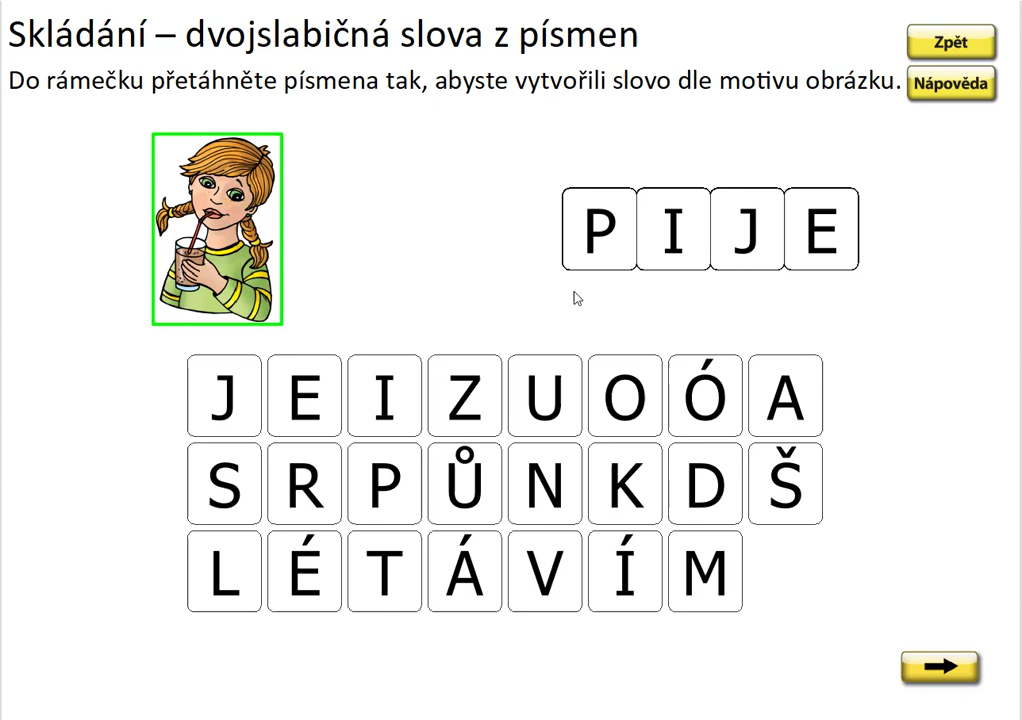 Skládání – dvojslabičná slova z písmen
Zpět
Do rámečku přetáhněte písmena tak, abyste vytvořili slovo dle motivu obrázku.
Nápověda
P I J E
J E I Z U O Ó A
S R P Ů N K D Š
L É T Á V Í M